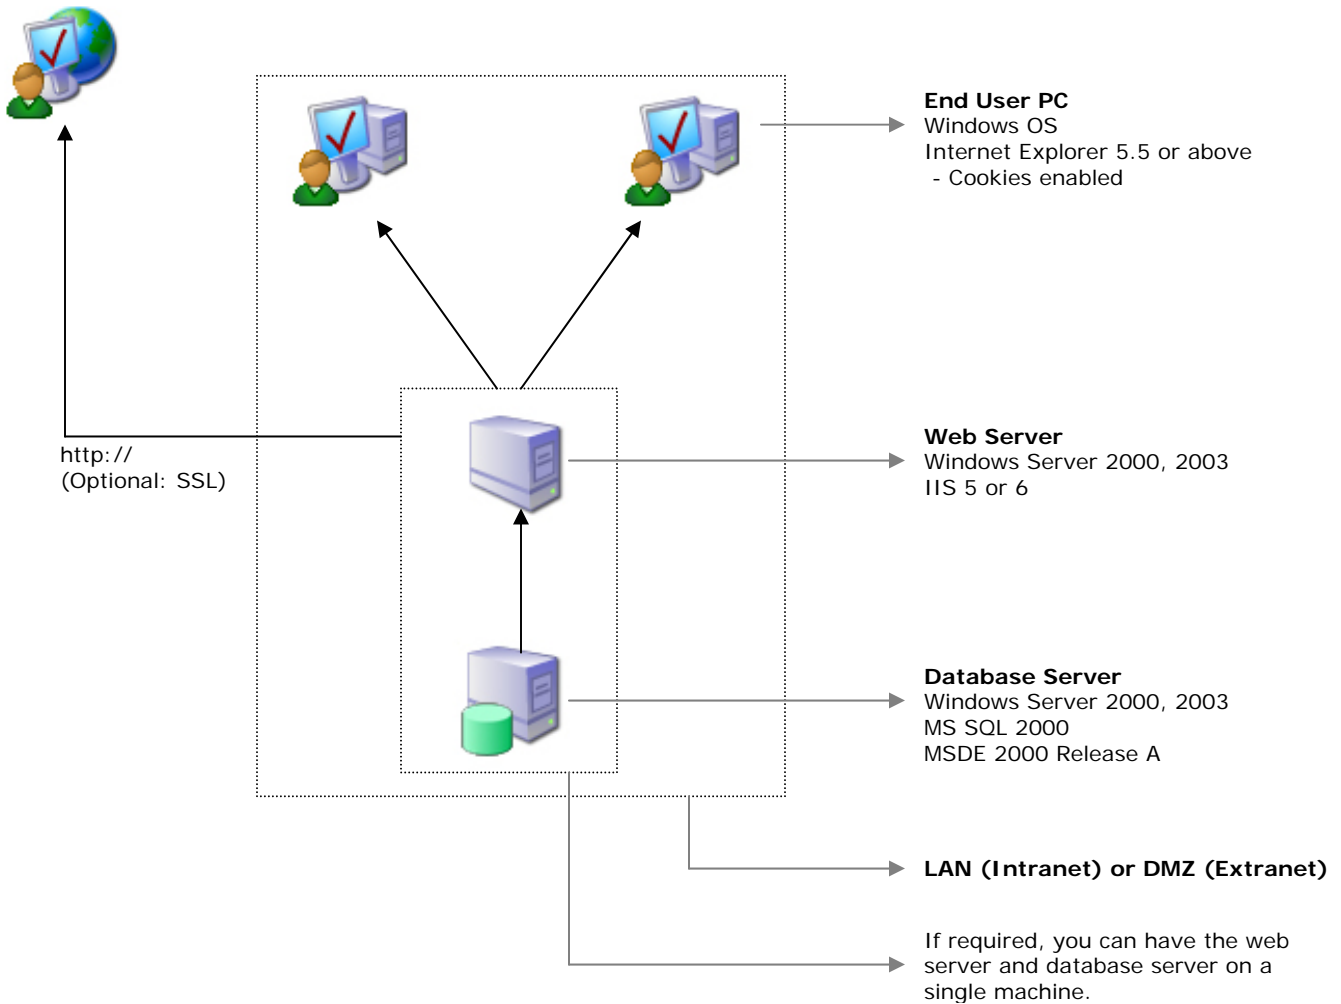 End User PC
Windows OS
Internet Explorer 5.5 or above
- Cookies enabled
http://
(Optional: SSL)
Web Server
Windows Server 2000, 2003
IIS 5 or 6
Database Server
Windows Server 2000, 2003
MS SQL 2000
MSDE 2000 Release A
LAN (Intranet) or DMZ (Extranet)
If required, you can have the web
server and database server on a
single machine.